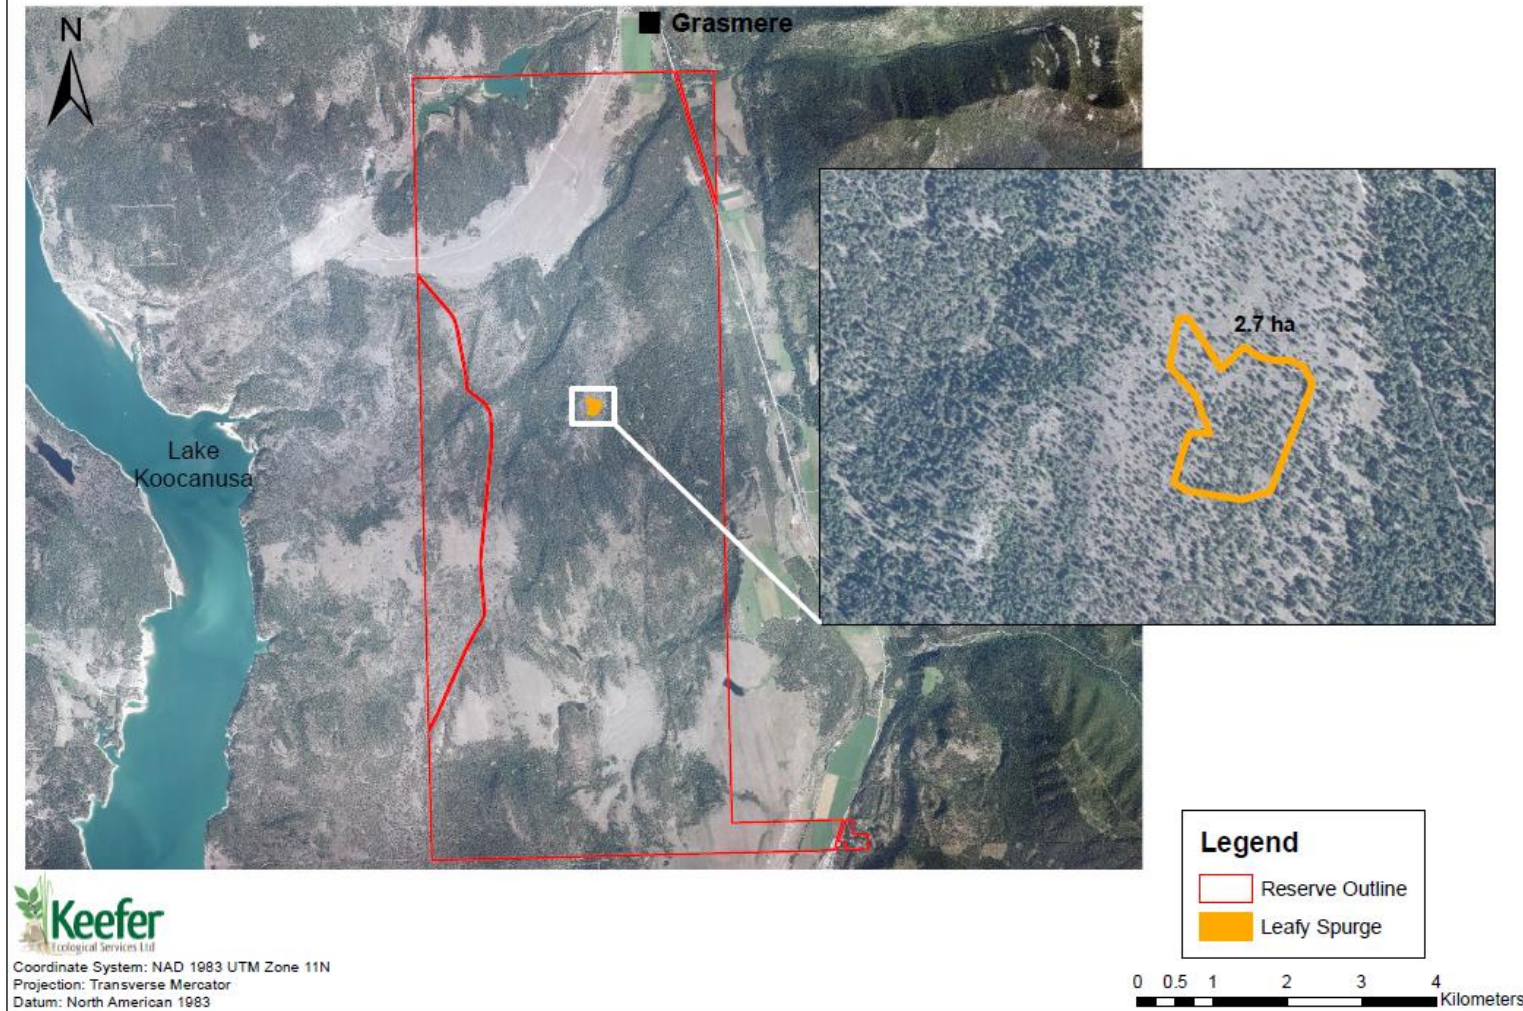 N
Grasmere
2.7 ha
Lake
Koocanusa
Legend
Reserve Outline
Leafy Spurge
Keefer
Ecological Services Ltd
Coordinate System: NAD 1983 UTM Zone 11N
Projection: Transverse Mercator
Datum: North American 1983
0 0.5 1 2 3 4
Kilometers